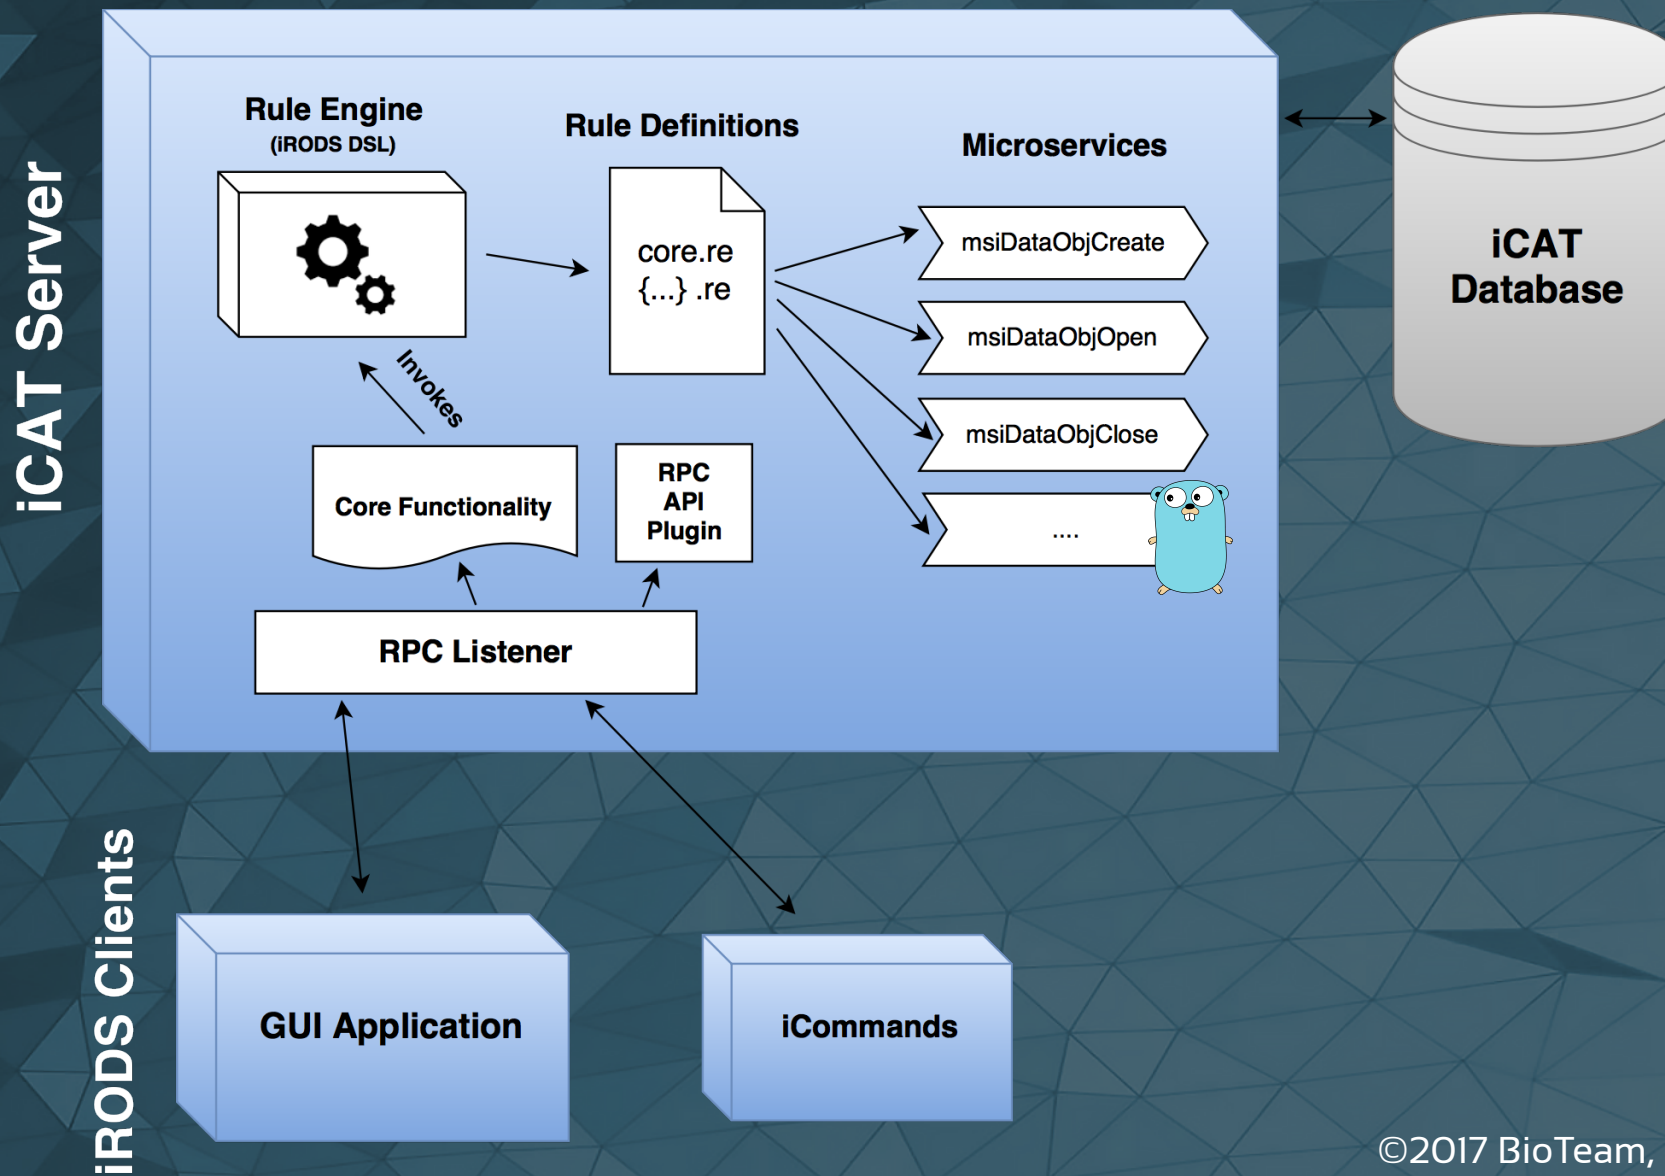 iCAT Server
Rule Engine
(iRODS DSL)
Rule Definitions
Microservices
core.re
{...} .re
msiDataObjCreate
msiDataObjOpen
msiDataObjClose
....
iCAT
Database
Invokes
Core Functionality
RPC
API
Plugin
RPC Listener
iRODS Clients
GUI Application
iCommands
©2017 BioTeam,